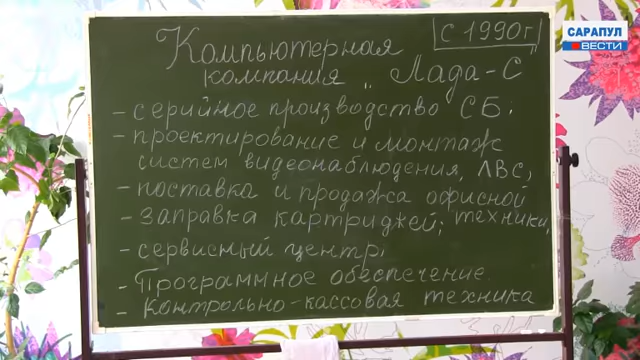 САРАПУЛ
ВЕСТИ
с 1990г
Компьютерная
компания „Лада-С"
- серийное производство СБ;
- проектирование и монтаж
систем видеонаблюдения, ЛВС,
- поставка и продажа офисной
техники,
- заправка картриджей;
- сервисный центр;
- Программное обеспечение.
- Контрольно-кассовая техника